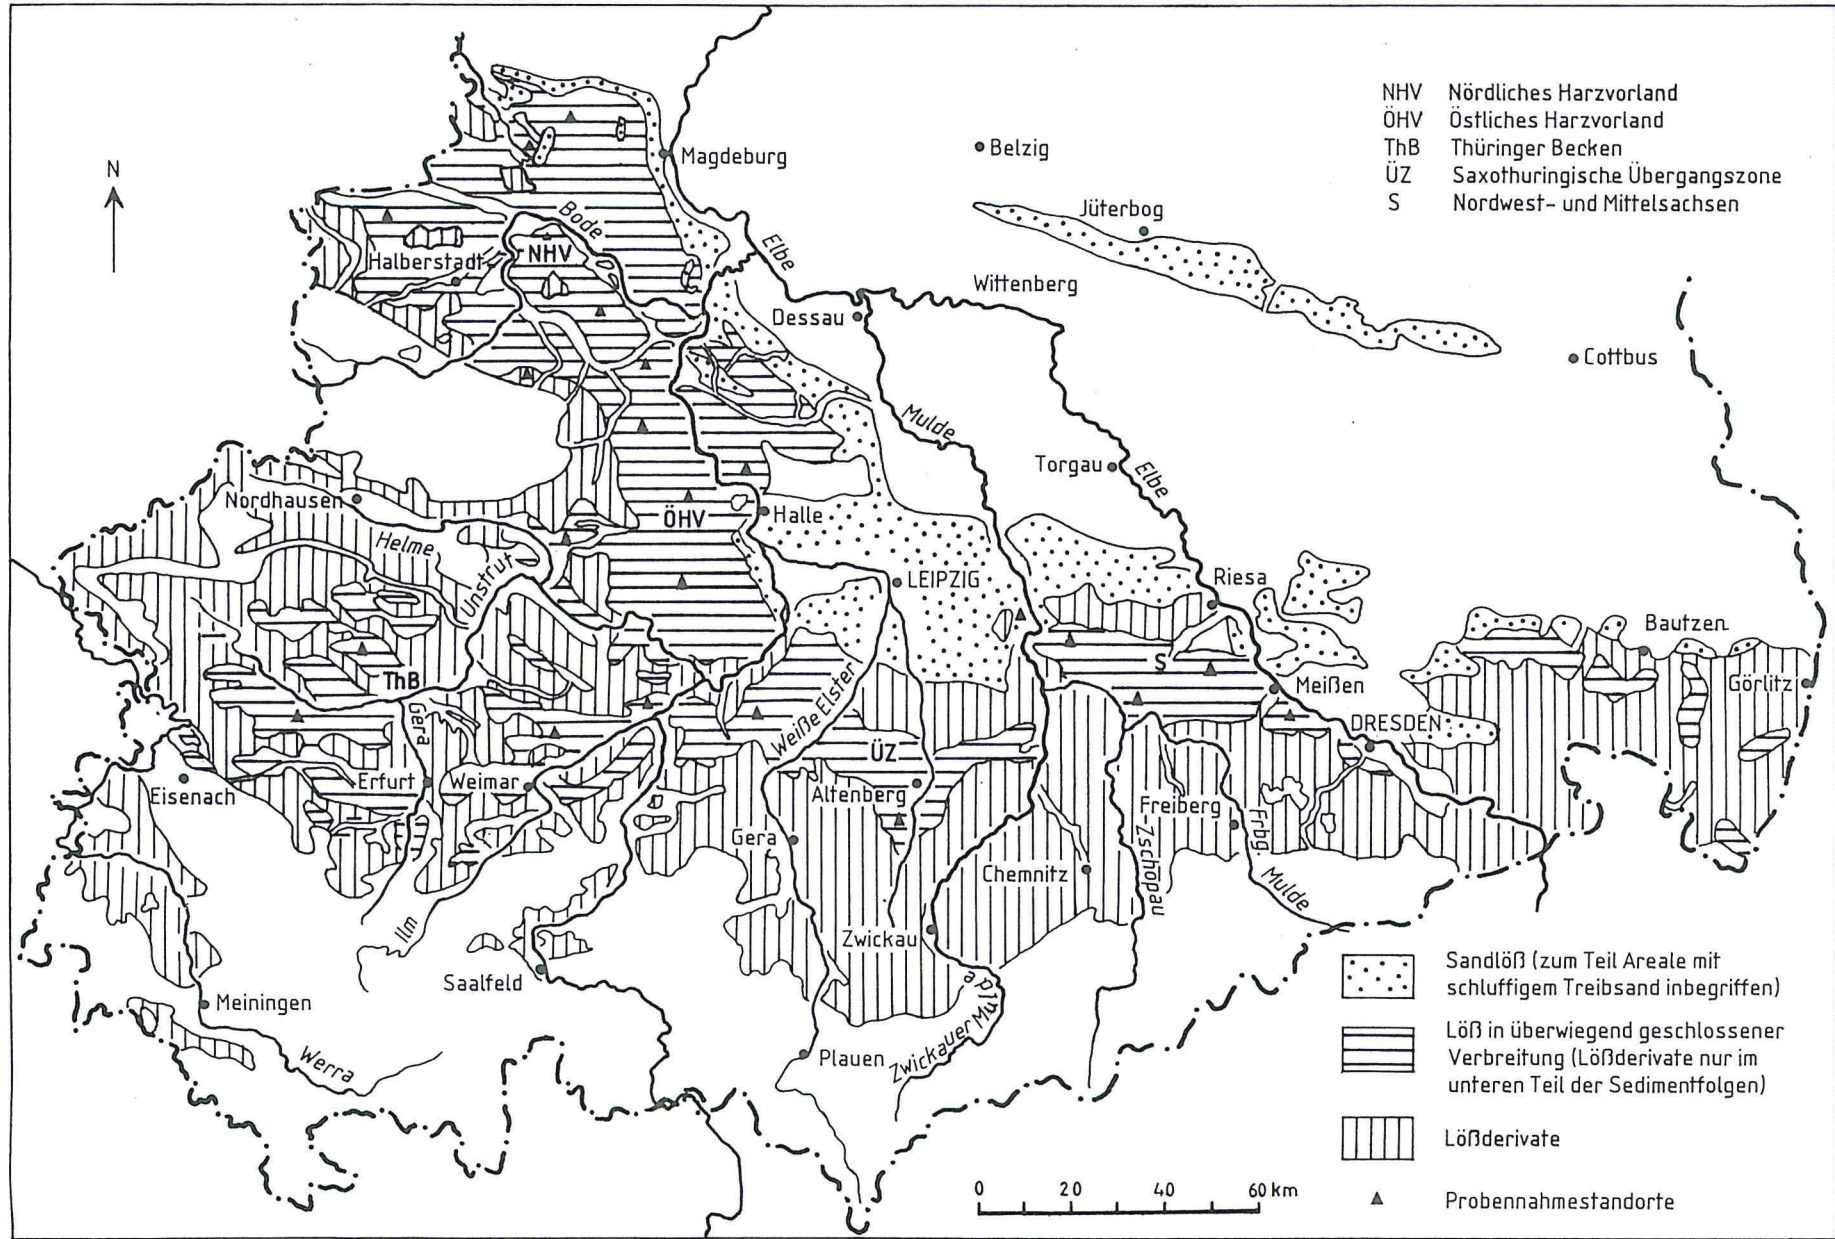 NHV Nördliches Harzvorland
ÖHV Östliches Harzvorland
ThB Thüringer Becken
ÜZ Saxothuringische Übergangszone
S Nordwest- und Mittelsachsen
N
Magdeburg
Belzig
Jüterbog
Bode
Elbe
Halberstadt
NHV
Wittenberg
Dessau
Cottbus
Mulde
Torgau
Elbe
Nordhausen
ÖHV
Halle
Helme
Unstrut
LEIPZIG
Riesa
Bautzen
S
ThB
Meißen
Görlitz
Gera
Weiße Elster
DRESDEN
ÜZ
Eisenach
Erfurt
Weimar
Altenberg
Freiberg
Gera
Frbg.
Mulde
Zschopau
Chemnitz
Ilm
Zwickau
Saalfeld
Meiningen
Werra
Plauen
Zwickauer Mulde
Sandlöß (zum Teil Areale mit
schluffigem Treibsand inbegriffen)
Löß in überwiegend geschlossener
Verbreitung (Lößderivate nur im
unteren Teil der Sedimentfolgen)
Lößderivate
Probennahmestandorte
0 20 40 60 km